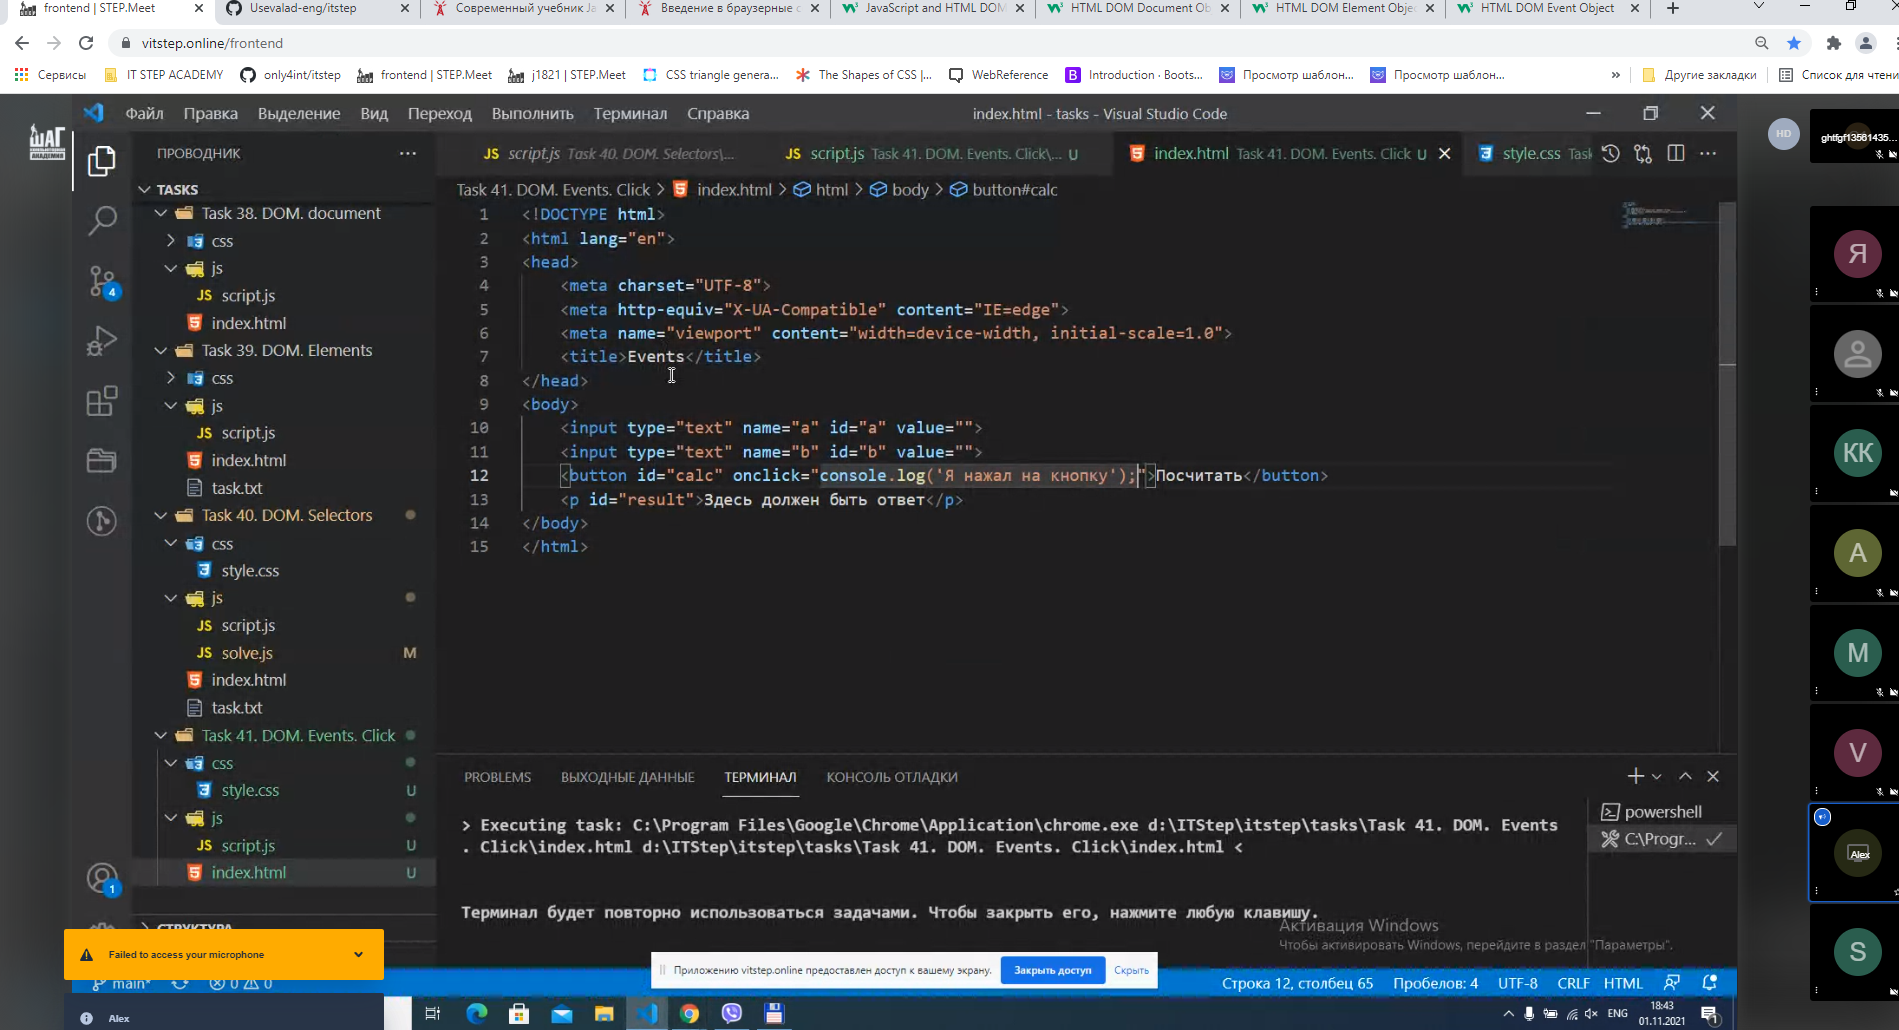 frontend | STEP.Meet
Usevalad-eng/itstep
Современный учебник Ja
Введение в браузерные с
JavaScript and HTML DOM
HTML DOM Document Ob
HTML DOM Element Obje
HTML DOM Event Object
vitstep.online/frontend
Сервисы
IT STEP ACADEMY
only4int/itstep
frontend | STEP.Meet
j1821 | STEP.Meet
CSS triangle genera...
The Shapes of CSS |...
WebReference
Introduction · Boots...
Просмотр шаблон...
Просмотр шаблон...
»
Другие закладки
Список для чтени
ШАГ
Файл
Правка
Выделение
Вид
Переход
Выполнить
Терминал
Справка
index.html - tasks - Visual Studio Code
ПРОВОДНИК
script.js Task 40. DOM. Selectors\...
script.js Task 41. DOM. Events. Click\... U
index.html Task 41. DOM. Events. Click U
style.css Task
Task 41. DOM. Events. Click > index.html > html > body > button#calc
TASKS
Task 38. DOM. document
css
js
JS script.js
index.html
Task 39. DOM. Elements
css
js
JS script.js
index.html
task.txt
Task 40. DOM. Selectors
css
style.css
js
JS script.js
JS solve.js M
index.html
task.txt
Task 41. DOM. Events. Click
css
style.css U
js
JS script.js U
index.html U
СТРУКТУРА
4
1
1 <!DOCTYPE html>
2 <html lang="en">
3 <head>
4 <meta charset="UTF-8">
5 <meta http-equiv="X-UA-Compatible" content="IE=edge">
6 <meta name="viewport" content="width=device-width, initial-scale=1.0">
7 <title>Events</title>
8 </head>
9 <body>
10 <input type="text" name="a" id="a" value="">
11 <input type="text" name="b" id="b" value="">
12 <button id="calc" onclick="console.log('Я нажал на кнопку');">Посчитать</button>
13 <p id="result">Здесь должен быть ответ</p>
14 </body>
15 </html>
PROBLEMS
ВЫХОДНЫЕ ДАННЫЕ
ТЕРМИНАЛ
КОНСОЛЬ ОТЛАДКИ
> Executing task: C:\Program Files\Google\Chrome\Application\chrome.exe d:\ITStep\itstep\tasks\Task 41. DOM. Events
. Click\index.html d:\ITStep\itstep\tasks\Task 41. DOM. Events. Click\index.html <
Терминал будет повторно использоваться задачами. Чтобы закрыть его, нажмите любую клавишу.
powershell
C:\Progr...
Активация Windows
Чтобы активировать Windows, перейдите в раздел "Параметры".
Failed to access your microphone
Приложению vitstep.online предоставлен доступ к вашему экрану.
Закрыть доступ
Скрыть
main*
0 0
Строка 12, столбец 65
Пробелов: 4
UTF-8
CRLF
HTML
Alex
ENG
18:43
01.11.2021
1
HD
ghtfgf13561435...
Я
КК
A
M
V
Alex
S